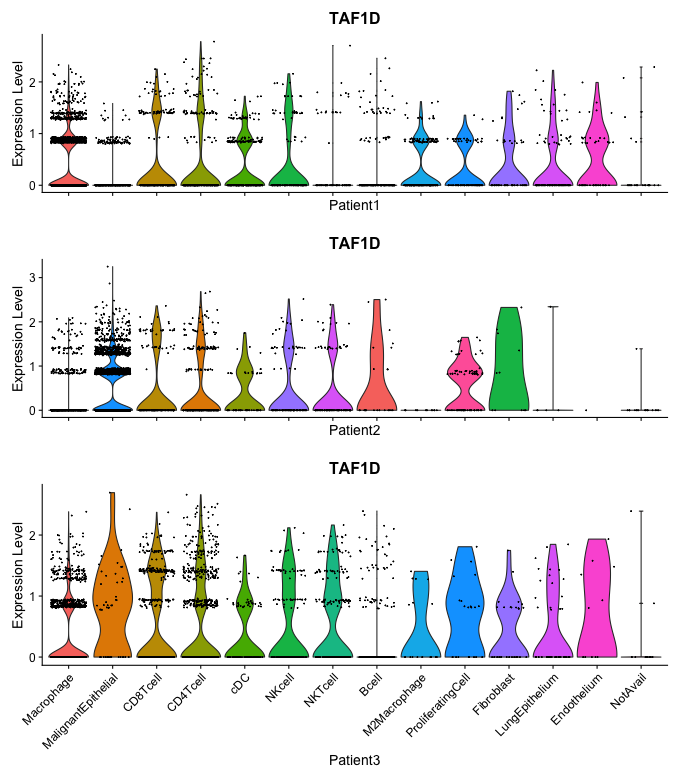 TAF1D
Expression Level
2
1
0
Patient1
TAF1D
Expression Level
3
2
1
0
Patient2
TAF1D
Expression Level
2
1
0
Macrophage
MalignantEpithelial
CD8Tcell
CD4Tcell
cDC
NKcell
NKTcell
Bcell
M2Macrophage
ProliferatingCell
Fibroblast
LungEpithelium
Endothelium
NotAvail
Patient3